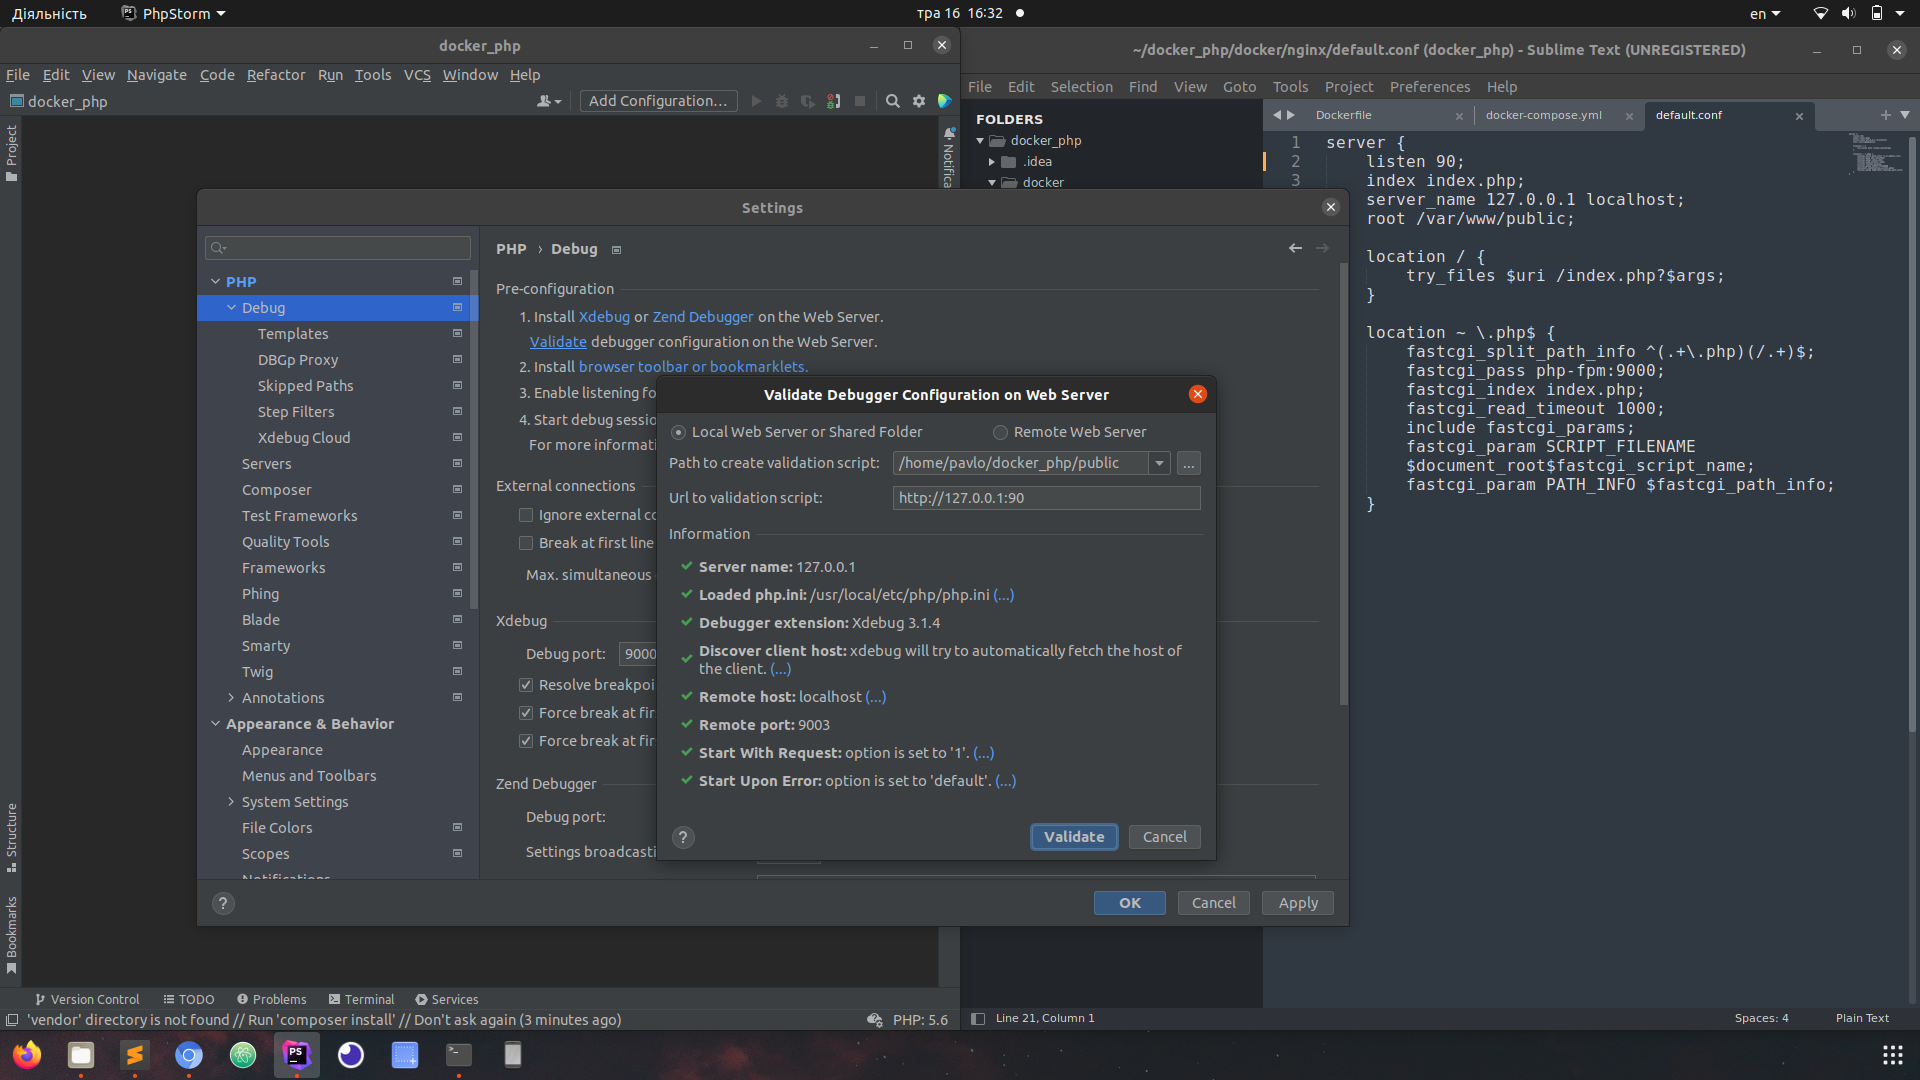 Діяльність
PhpStorm
тра 16 16:32
en
docker_php
File Edit View Navigate Code Refactor Run Tools VCS Window Help
docker_php
Add Configuration...
Project
Notifica
Structure
Bookmarks
Settings
PHP
Debug
Templates
DBGp Proxy
Skipped Paths
Step Filters
Xdebug Cloud
Servers
Composer
Test Frameworks
Quality Tools
Frameworks
Phing
Blade
Smarty
Twig
Annotations
Appearance & Behavior
Appearance
Menus and Toolbars
System Settings
File Colors
Scopes
Notifications
PHP › Debug
Pre-configuration
1. Install Xdebug or Zend Debugger on the Web Server.
Validate debugger configuration on the Web Server.
2. Install browser toolbar or bookmarklets.
3. Enable listening fo
4. Start debug sessio
For more informati
External connections
Ignore external co
Break at first line
Max. simultaneous
Xdebug
Debug port: 9000
Resolve breakpoi
Force break at fir
Force break at fir
Zend Debugger
Debug port:
Settings broadcasti
? OK Cancel Apply
Validate Debugger Configuration on Web Server
Local Web Server or Shared Folder Remote Web Server
Path to create validation script: /home/pavlo/docker_php/public ...
Url to validation script: http://127.0.0.1:90
Information
Server name: 127.0.0.1
Loaded php.ini: /usr/local/etc/php/php.ini (...)
Debugger extension: Xdebug 3.1.4
Discover client host: xdebug will try to automatically fetch the host of
the client. (...)
Remote host: localhost (...)
Remote port: 9003
Start With Request: option is set to '1'. (...)
Start Upon Error: option is set to 'default'. (...)
? Validate Cancel
Version Control TODO Problems Terminal Services
'vendor' directory is not found // Run 'composer install' // Don't ask again (3 minutes ago)
PHP: 5.6
~/docker_php/docker/nginx/default.conf (docker_php) - Sublime Text (UNREGISTERED)
File Edit Selection Find View Goto Tools Project Preferences Help
FOLDERS
docker_php
.idea
docker
Dockerfile docker-compose.yml default.conf
1 server {
2 listen 90;
3 index index.php;
server_name 127.0.0.1 localhost;
root /var/www/public;
location / {
try_files $uri /index.php?$args;
}
location ~ \.php$ {
fastcgi_split_path_info ^(.+\.php)(/.+)$;
fastcgi_pass php-fpm:9000;
fastcgi_index index.php;
fastcgi_read_timeout 1000;
include fastcgi_params;
fastcgi_param SCRIPT_FILENAME
$document_root$fastcgi_script_name;
fastcgi_param PATH_INFO $fastcgi_path_info;
}
Line 21, Column 1
Spaces: 4
Plain Text
PS